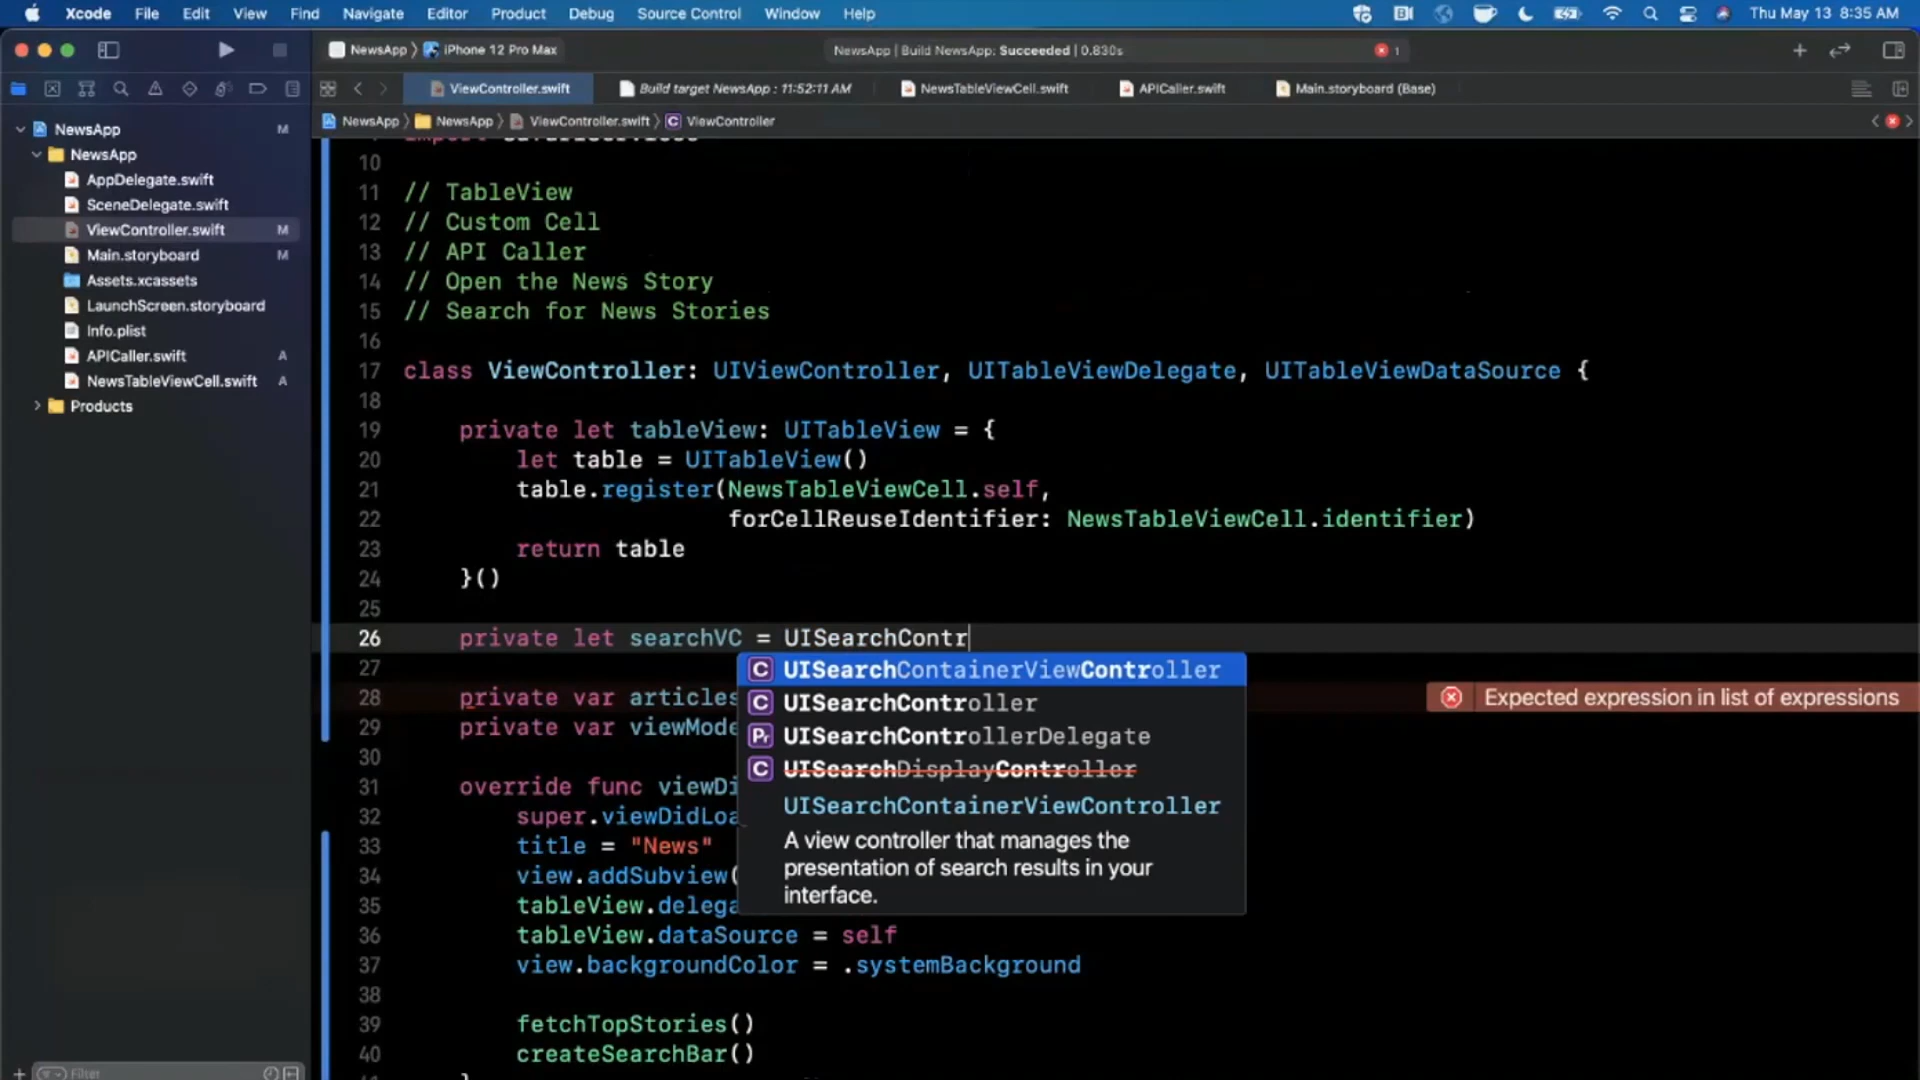 Xcode File Edit View Find Navigate Editor Product Debug Source Control Window Help Thu May 13 8:35 AM
NewsApp iPhone 12 Pro Max NewsApp | Build NewsApp: Succeeded | 0.830s 1
ViewController.swift Build target NewsApp : 11:52:11 AM NewsTableViewCell.swift APICaller.swift Main.storyboard (Base)
NewsApp NewsApp ViewController.swift C ViewController
NewsApp M
NewsApp
AppDelegate.swift
SceneDelegate.swift
ViewController.swift M
Main.storyboard M
Assets.xcassets
LaunchScreen.storyboard
Info.plist
APICaller.swift A
NewsTableViewCell.swift A
Products
Filter
10
11 // TableView
12 // Custom Cell
13 // API Caller
14 // Open the News Story
15 // Search for News Stories
16
17 class ViewController: UIViewController, UITableViewDelegate, UITableViewDataSource {
18
19 private let tableView: UITableView = {
20 let table = UITableView()
21 table.register(NewsTableViewCell.self,
22 forCellReuseIdentifier: NewsTableViewCell.identifier)
23 return table
24 }()
25
26 private let searchVC = UISearchContr
27
28 private var articles
Expected expression in list of expressions
29 private var viewMode
30
31 override func viewDi
32 super.viewDidLoa
33 title = "News"
34 view.addSubview(
35 tableView.delega
36 tableView.dataSource = self
37 view.backgroundColor = .systemBackground
38
39 fetchTopStories()
40 createSearchBar()
C UISearchContainerViewController
C UISearchController
Pr UISearchControllerDelegate
C UISearchDisplayController
UISearchContainerViewController
A view controller that manages the
presentation of search results in your
interface.